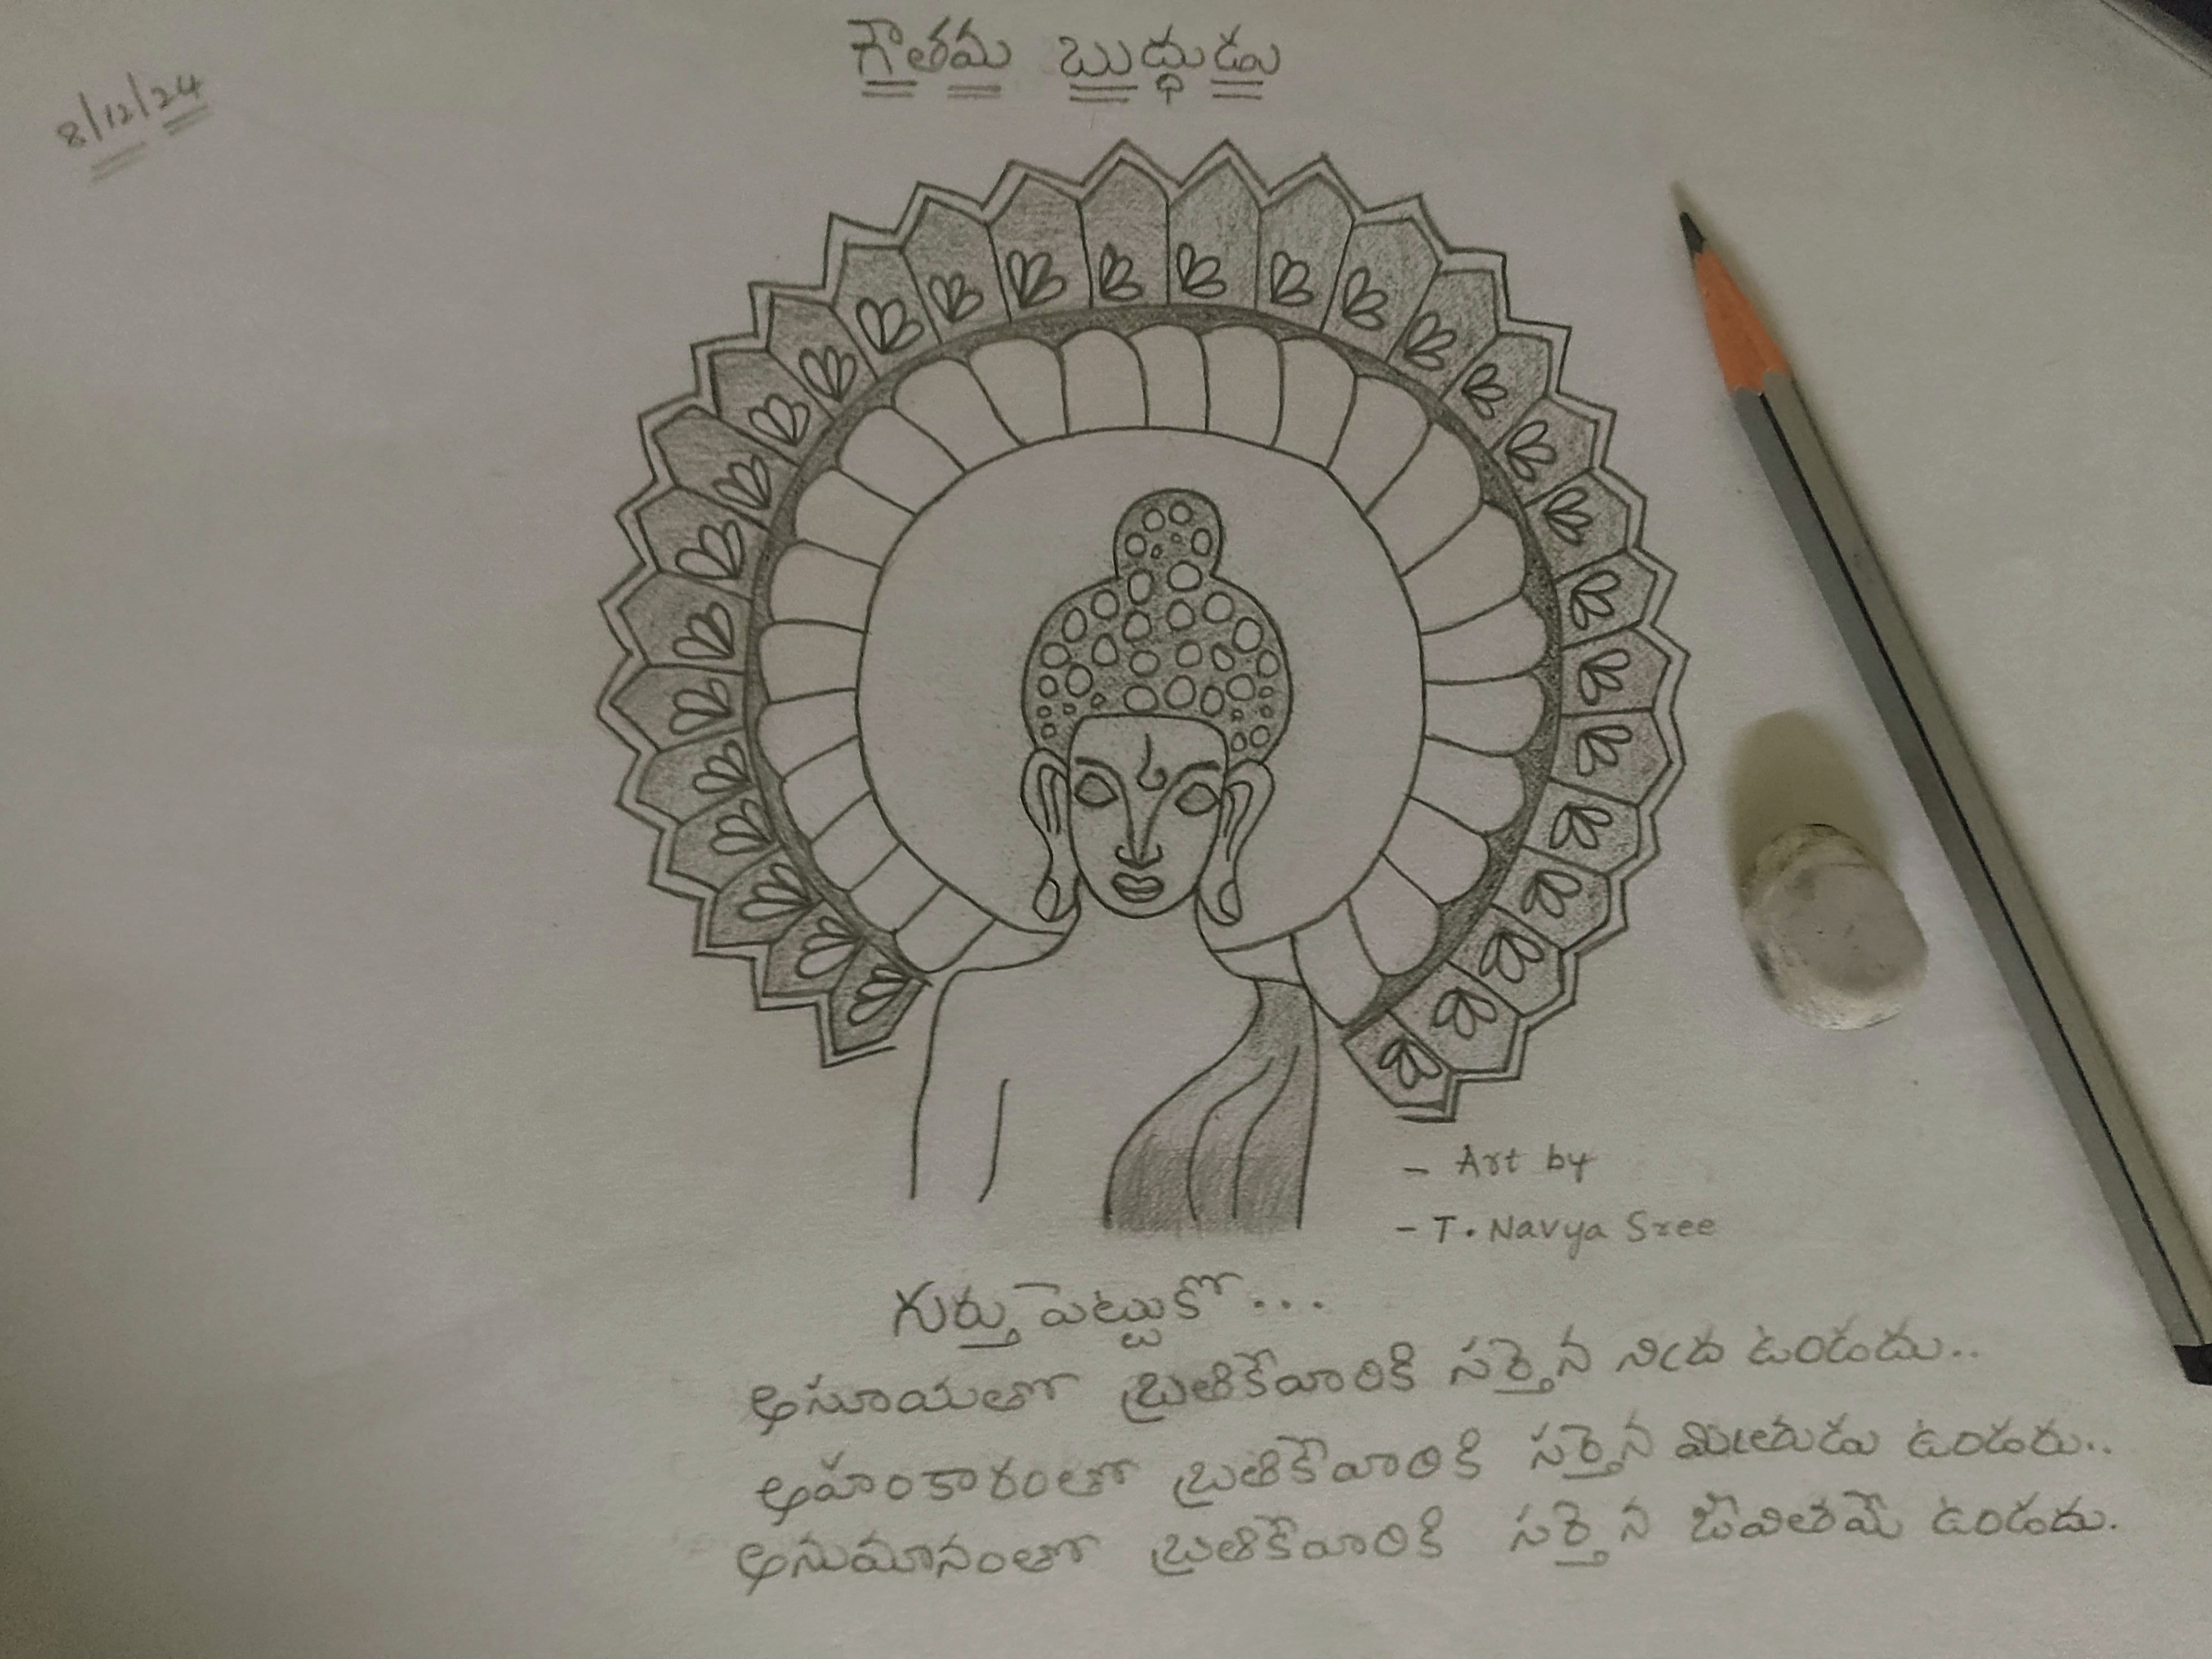 గౌతమ బుద్ధుడు
8/12/24
- Art by
- T. Navya Sree
గుర్తు పెట్టుకో...
అసూయతో బ్రతికేవారికి సరైన నిద్ర ఉండదు..
అహంకారంతో బ్రతికేవారికి సరైన మిత్రుడు ఉండరు..
అనుమానంతో బ్రతికేవారికి సరైన జీవితమే ఉండదు.